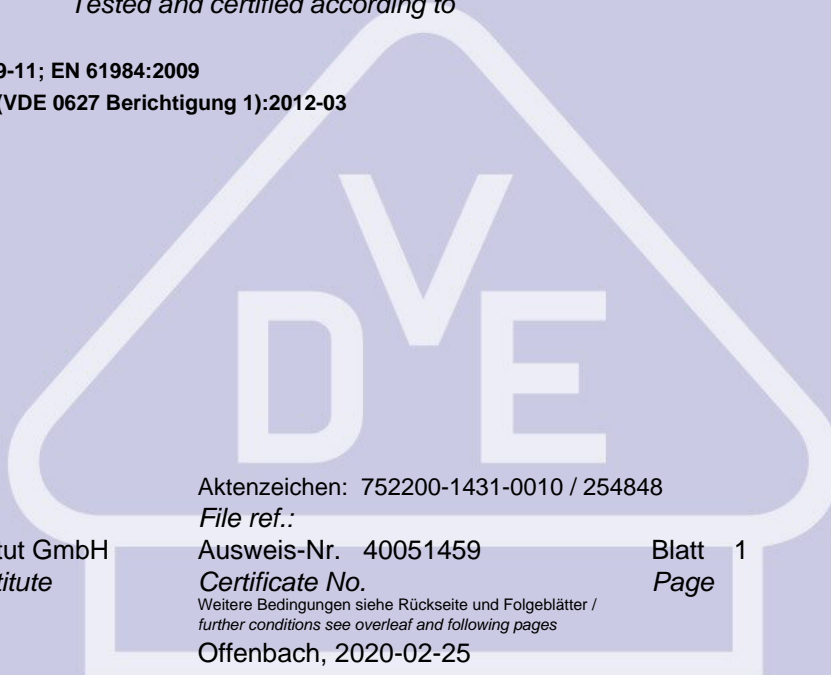 Tested and certified according to
9-11; EN 61984:2009
(VDE 0627 Berichtigung 1):2012-03
VDE
Aktenzeichen: 752200-1431-0010 / 254848
File ref.:
tut GmbH Ausweis-Nr. 40051459 Blatt 1
titute Certificate No. Page
Weitere Bedingungen siehe Rückseite und Folgeblätter /
further conditions see overleaf and following pages
Offenbach, 2020-02-25